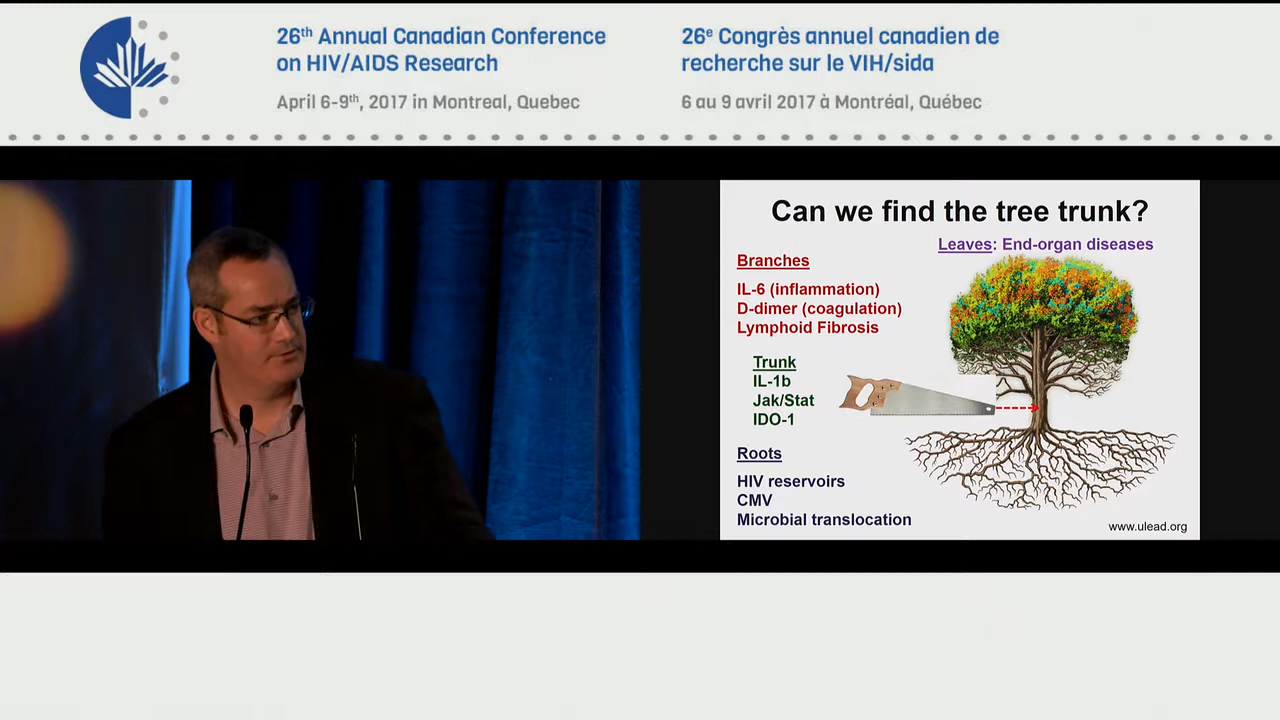 26th Annual Canadian Conference
on HIV/AIDS Research
April 6-9th, 2017 in Montreal, Quebec
26e Congrès annuel canadien de
recherche sur le VIH/sida
6 au 9 avril 2017 à Montréal, Québec
Can we find the tree trunk?
Leaves: End-organ diseases
Branches
IL-6 (inflammation)
D-dimer (coagulation)
Lymphoid Fibrosis
Trunk
IL-1b
Jak/Stat
IDO-1
Roots
HIV reservoirs
CMV
Microbial translocation
www.ulead.org